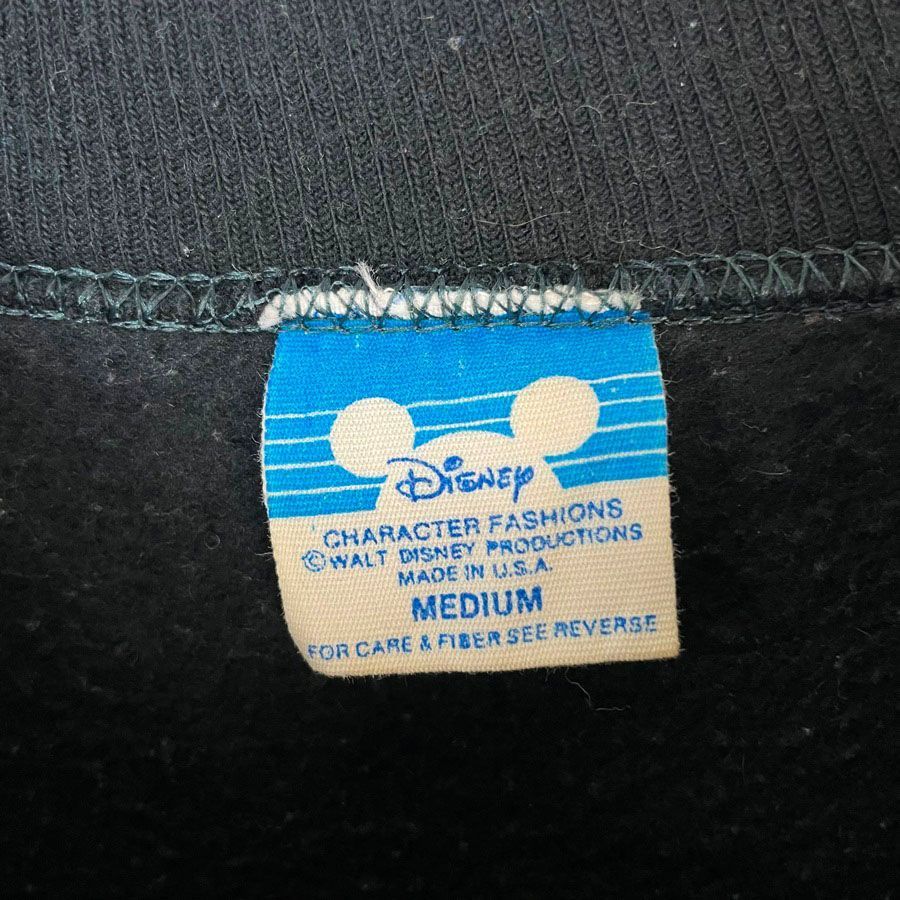 Disney
CHARACTER FASHIONS
©WALT DISNEY PRODUCTIONS
MADE IN U.S.A.
MEDIUM
FOR CARE & FIBER SEE REVERSE